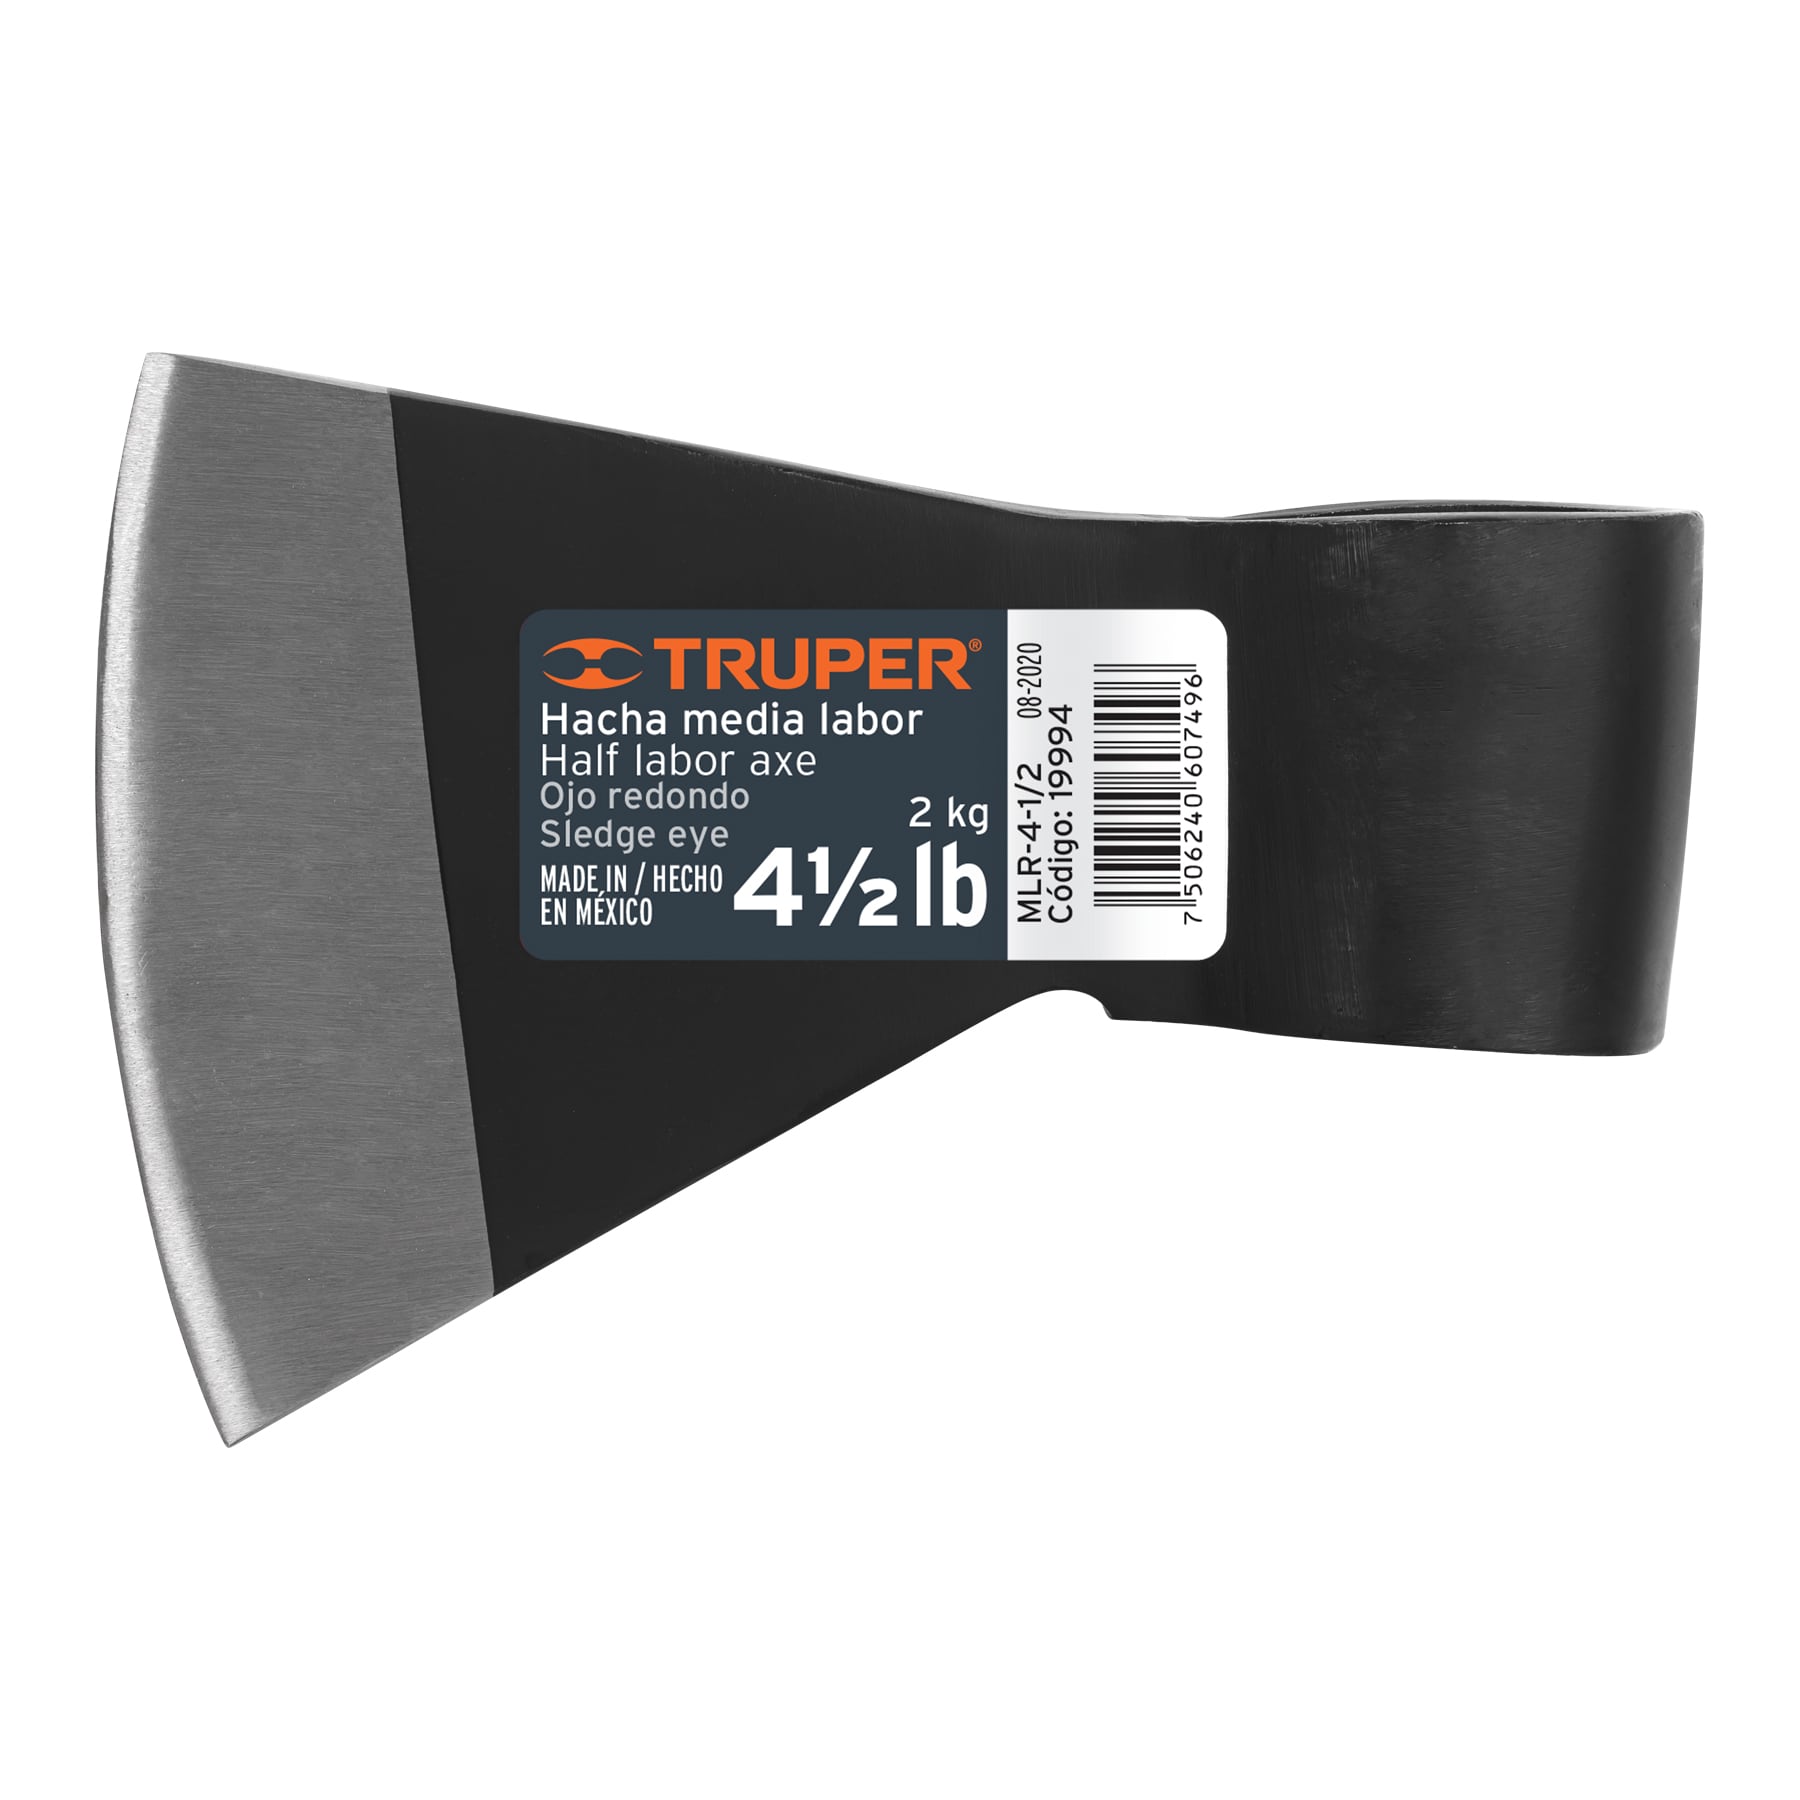 TRUPER®
Hacha media labor
Half labor axe
Ojo redondo
Sledge eye
2 kg
MADE IN / HECHO
EN MÉXICO
4½ lb
MLR-4-1/2 08-2020
Código: 19994
7 506240 607496